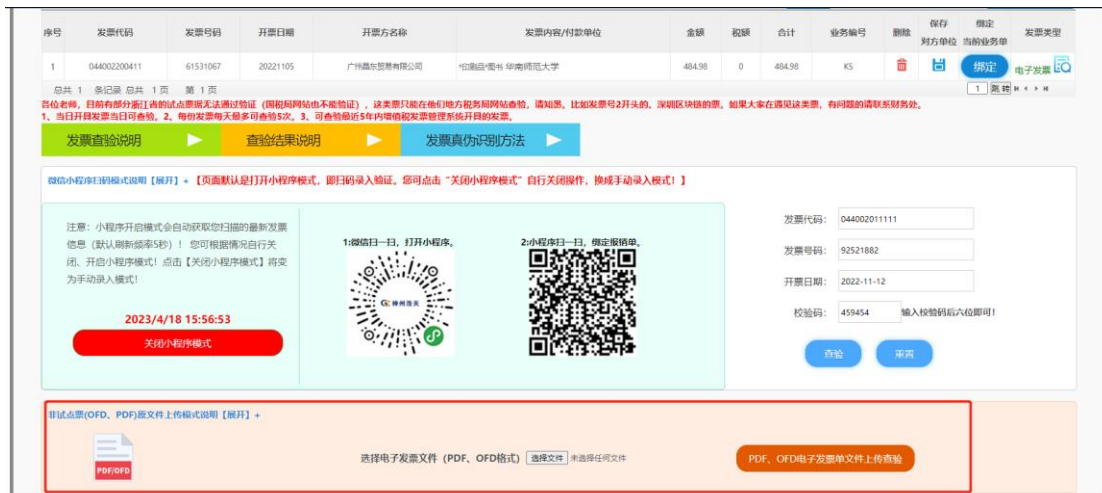 序号 发票代码 发票号码 开票日期 开票方名称 发票内容/付款单位 金额 税额 合计 业务编号 删除 保存对方单位 绑定当前业务单 发票类型
1 044002200411 61531067 20221105 广州晶东贸易有限公司 *印刷品*图书 华南师范大学 484.98 0 484.98 K5 绑定 电子发票
总共 1 条记录 总共 1 页 第 1 页 1 跳转
各位老师，目前有部分浙江省的试点票据无法通过验证（国税局网站也不能验证），这类票只能在他们地方税务局网站查验，请知悉。比如发票号2开头的、深圳区块链的票。如果大家在遇见这类票，有问题的请联系财务处。
1、当日开具发票当日可查验。2、每份发票每天最多可查验5次。3、可查验最近5年内增值税发票管理系统开具的发票。
发票查验说明 查验结果说明 发票真伪识别方法
微信小程序扫码模式说明【展开】+ 【页面默认是打开小程序模式，即扫码录入验证。您可点击“关闭小程序模式”自行关闭操作，换成手动录入模式！】
注意：小程序开启模式会自动获取您扫描的最新发票
信息（默认刷新频率5秒）！ 您可根据情况自行关
闭、开启小程序模式！点击【关闭小程序模式】将变
为手动录入模式！
2023/4/18 15:56:53
关闭小程序模式
1:微信扫一扫，打开小程序。
神州浩天
2:小程序扫一扫，绑定报销单。
发票代码： 044002011111
发票号码： 92521882
开票日期： 2022-11-12
校验码： 459454 输入校验码后六位即可！
查验 重置
非试点票(OFD、PDF)原文件上传模式说明【展开】+
PDF/OFD
选择电子发票文件（PDF、OFD格式） 选择文件 未选择任何文件
PDF、OFD电子发票单文件上传查验